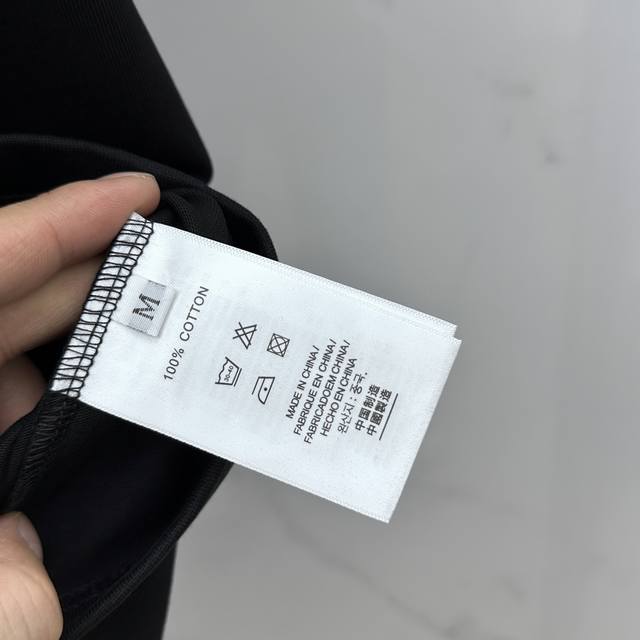 M
100% COTTON
MADE IN CHINA/
FABRIQUE EN CHINA/
FABRICADOEM CHINA/
HECHO EN CHINA
원산지: 중국.
中国制造
中國製造